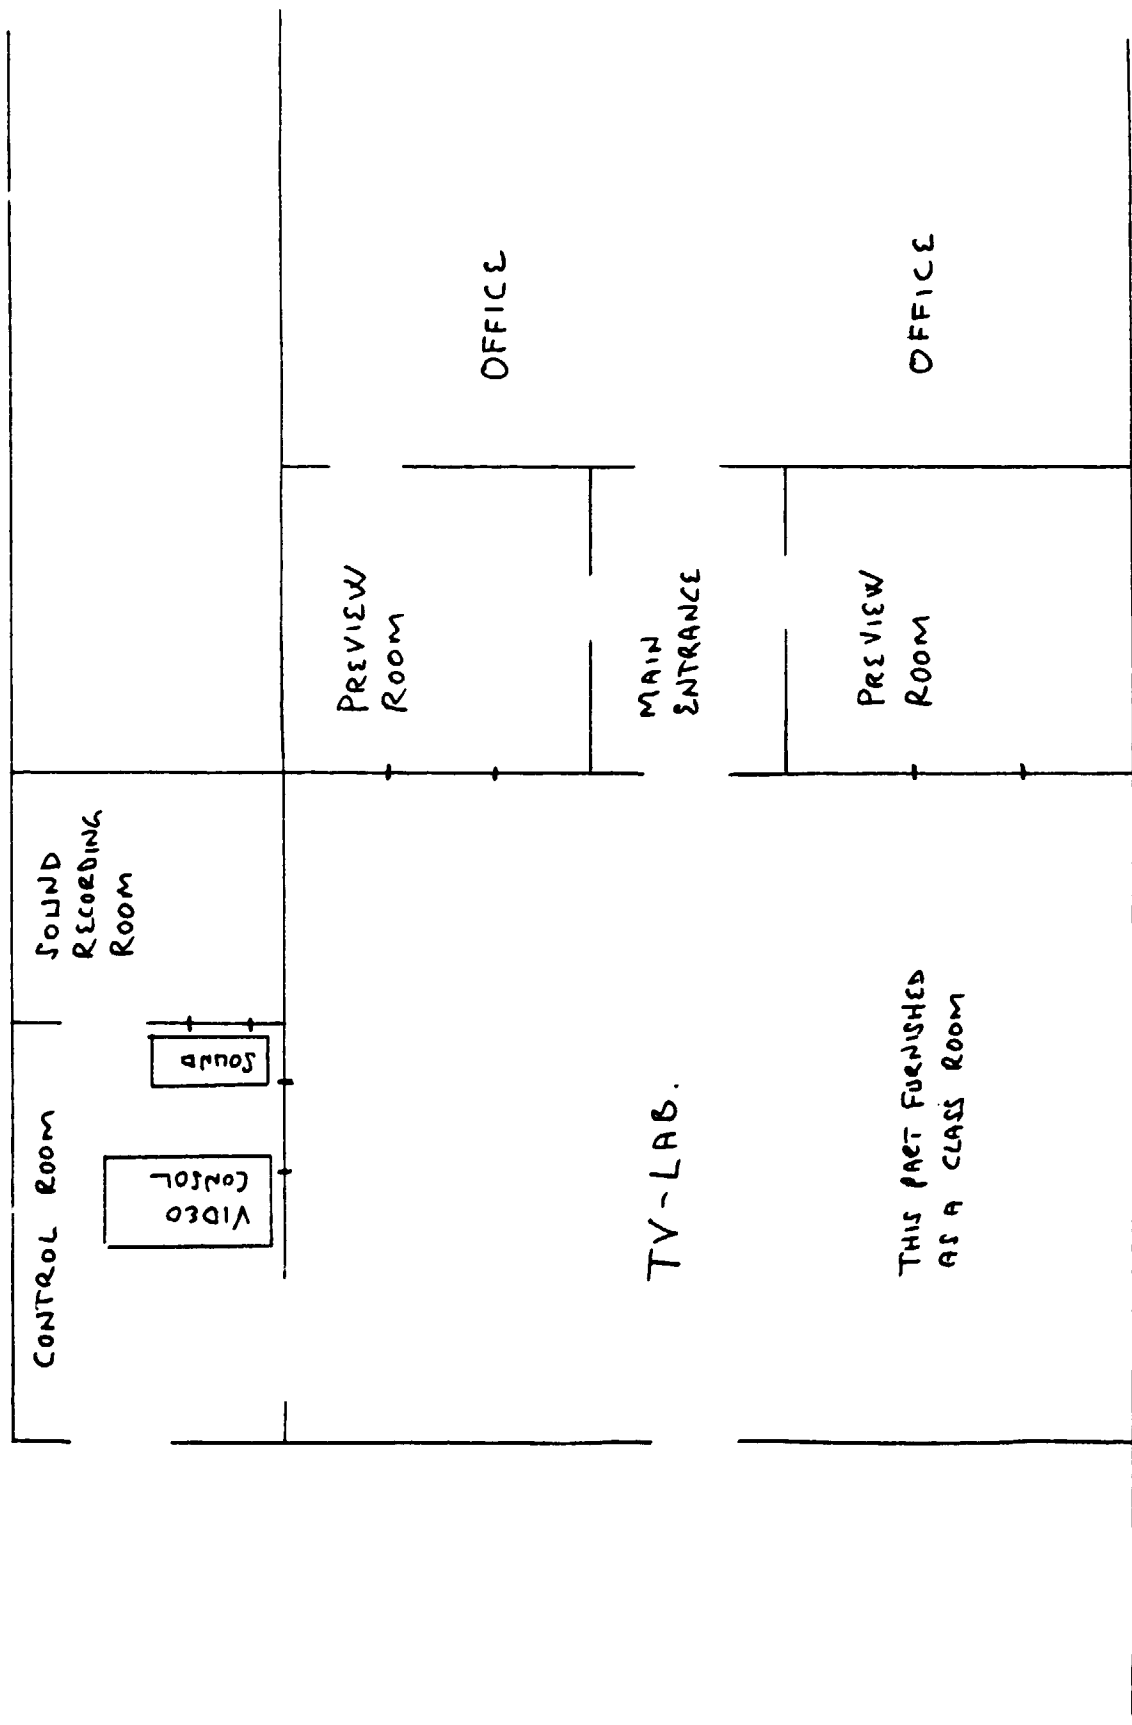 CONTROL ROOM
VIDEO
CONSOL
SOUND
SOUND
RECORDING
ROOM
TV-LAB.
THIS PART FURNISHED
AS A CLASS ROOM
PREVIEW
ROOM
MAIN
ENTRANCE
PREVIEW
ROOM
OFFICE
OFFICE